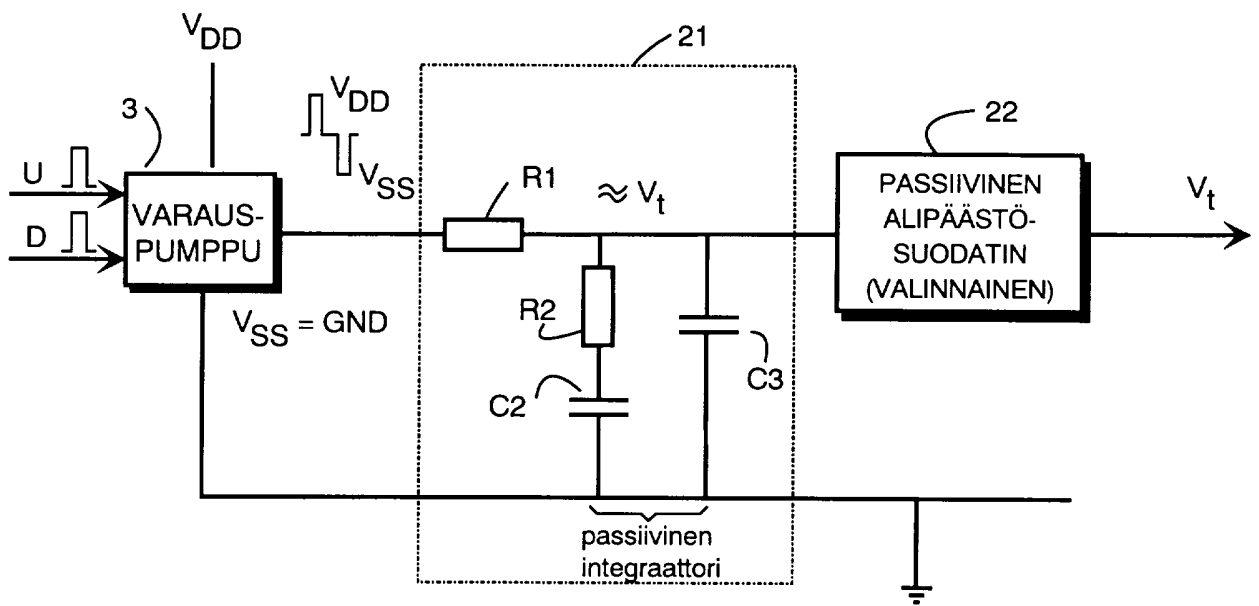 21
V_DD
3
V_DD
22
U
V_SS
R1
≈ V_t
VARAUS-
PUMPPU
PASSIIVINEN
ALIPÄÄSTÖ-
SUODATIN
(VALINNAINEN)
V_t
D
V_SS = GND
R2
C3
C2
passiivinen
integraattori